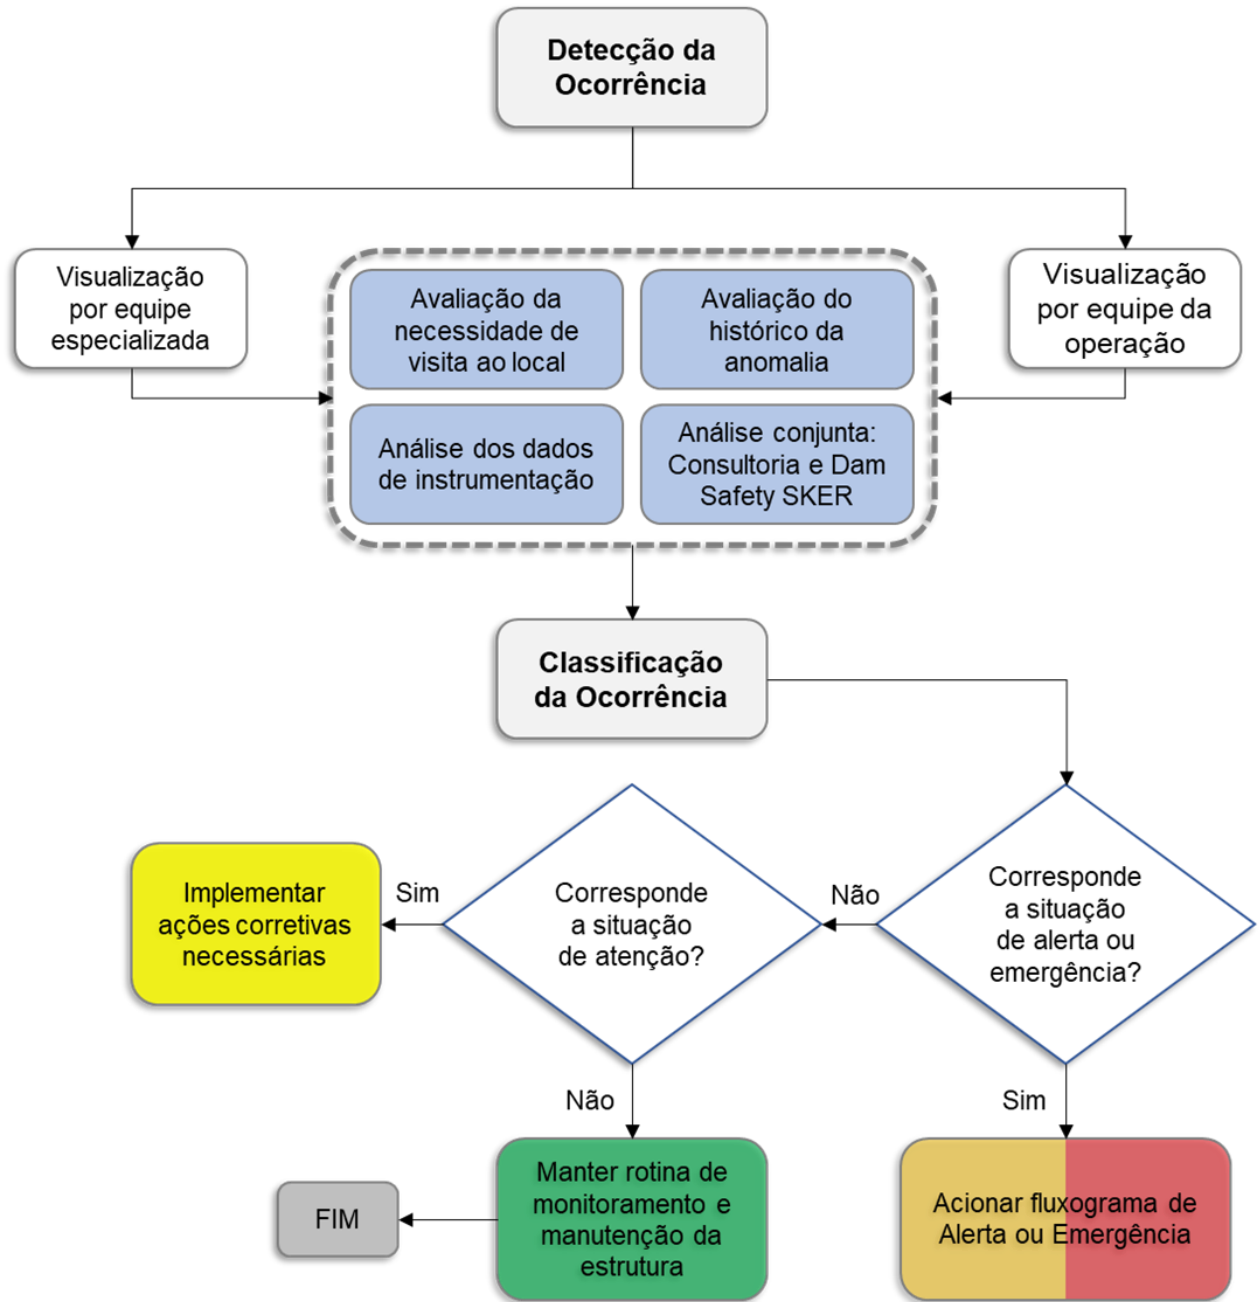 Detecção da
Ocorrência
Visualização
por equipe
especializada
Avaliação da
necessidade de
visita ao local
Avaliação do
histórico da
anomalia
Visualização
por equipe da
operação
Análise dos dados
de instrumentação
Análise conjunta:
Consultoria e Dam
Safety SKER
Classificação
da Ocorrência
Implementar
ações corretivas
necessárias
Sim
Corresponde
a situação
de atenção?
Não
Corresponde
a situação
de alerta ou
emergência?
Não
Sim
FIM
Manter rotina de
monitoramento e
manutenção da
estrutura
Acionar fluxograma de
Alerta ou Emergência